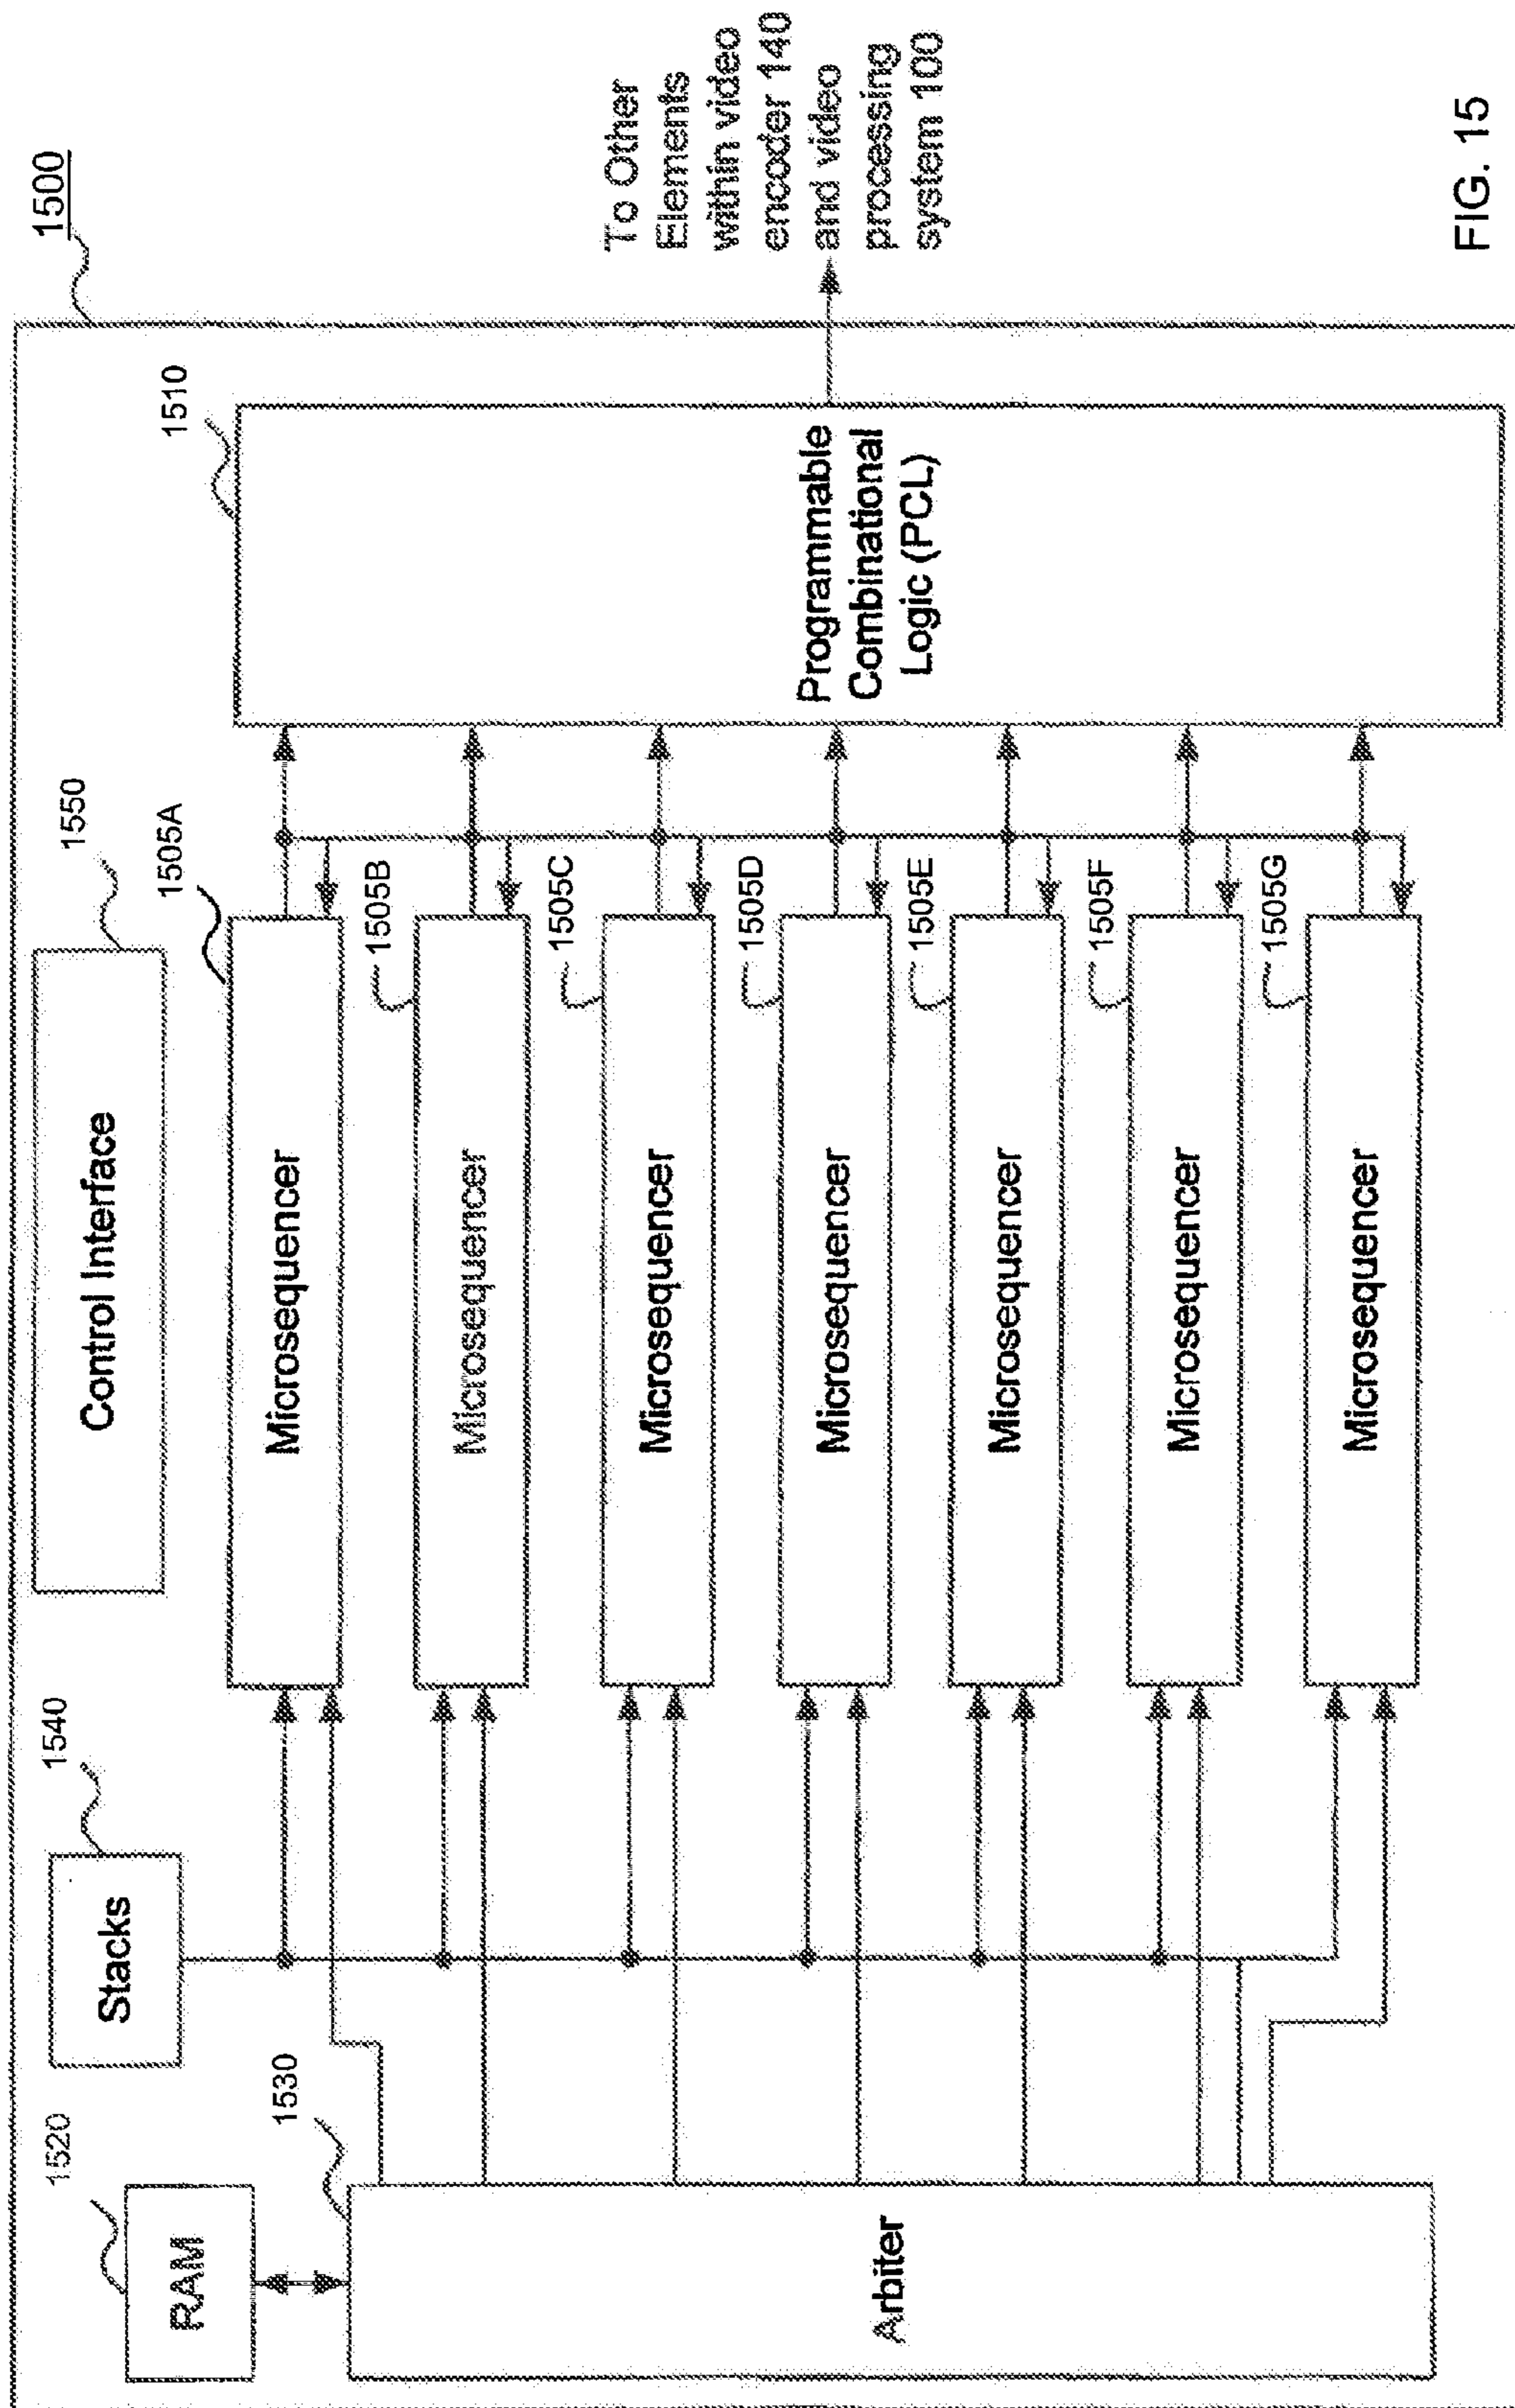 1500
1550
Control Interface
1540
Stacks
1520
RAM
1530
Arbiter
1505A
Microsequencer
1505B
Microsequencer
1505C
Microsequencer
1505D
Microsequencer
1505E
Microsequencer
1505F
Microsequencer
1505G
Microsequencer
1510
Programmable
Combinational
Logic (PCL)
To Other
Elements
within video
encoder 140
and video
processing
system 100
FIG. 15